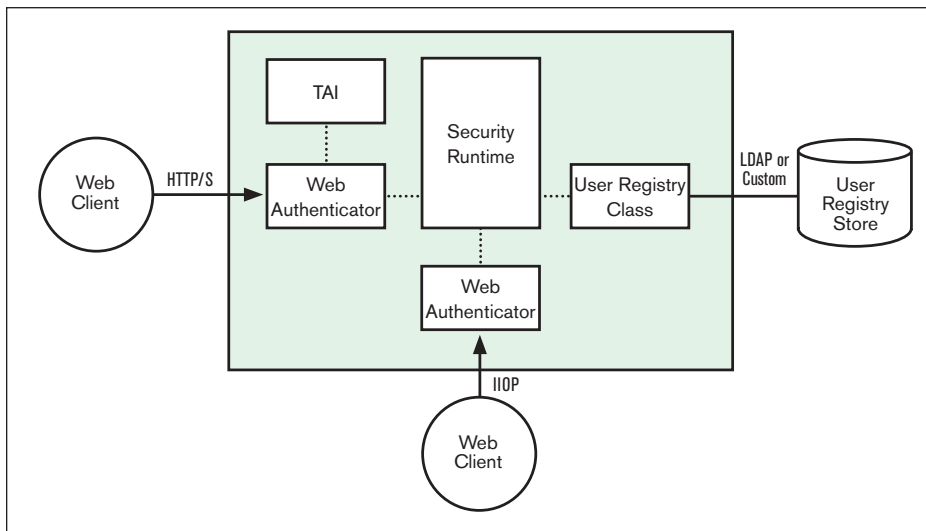 TAI
Security
Runtime
Web
Client
HTTP/S
Web
Authenticator
User Registry
Class
LDAP or
Custom
User
Registry
Store
Web
Authenticator
IIOP
Web
Client